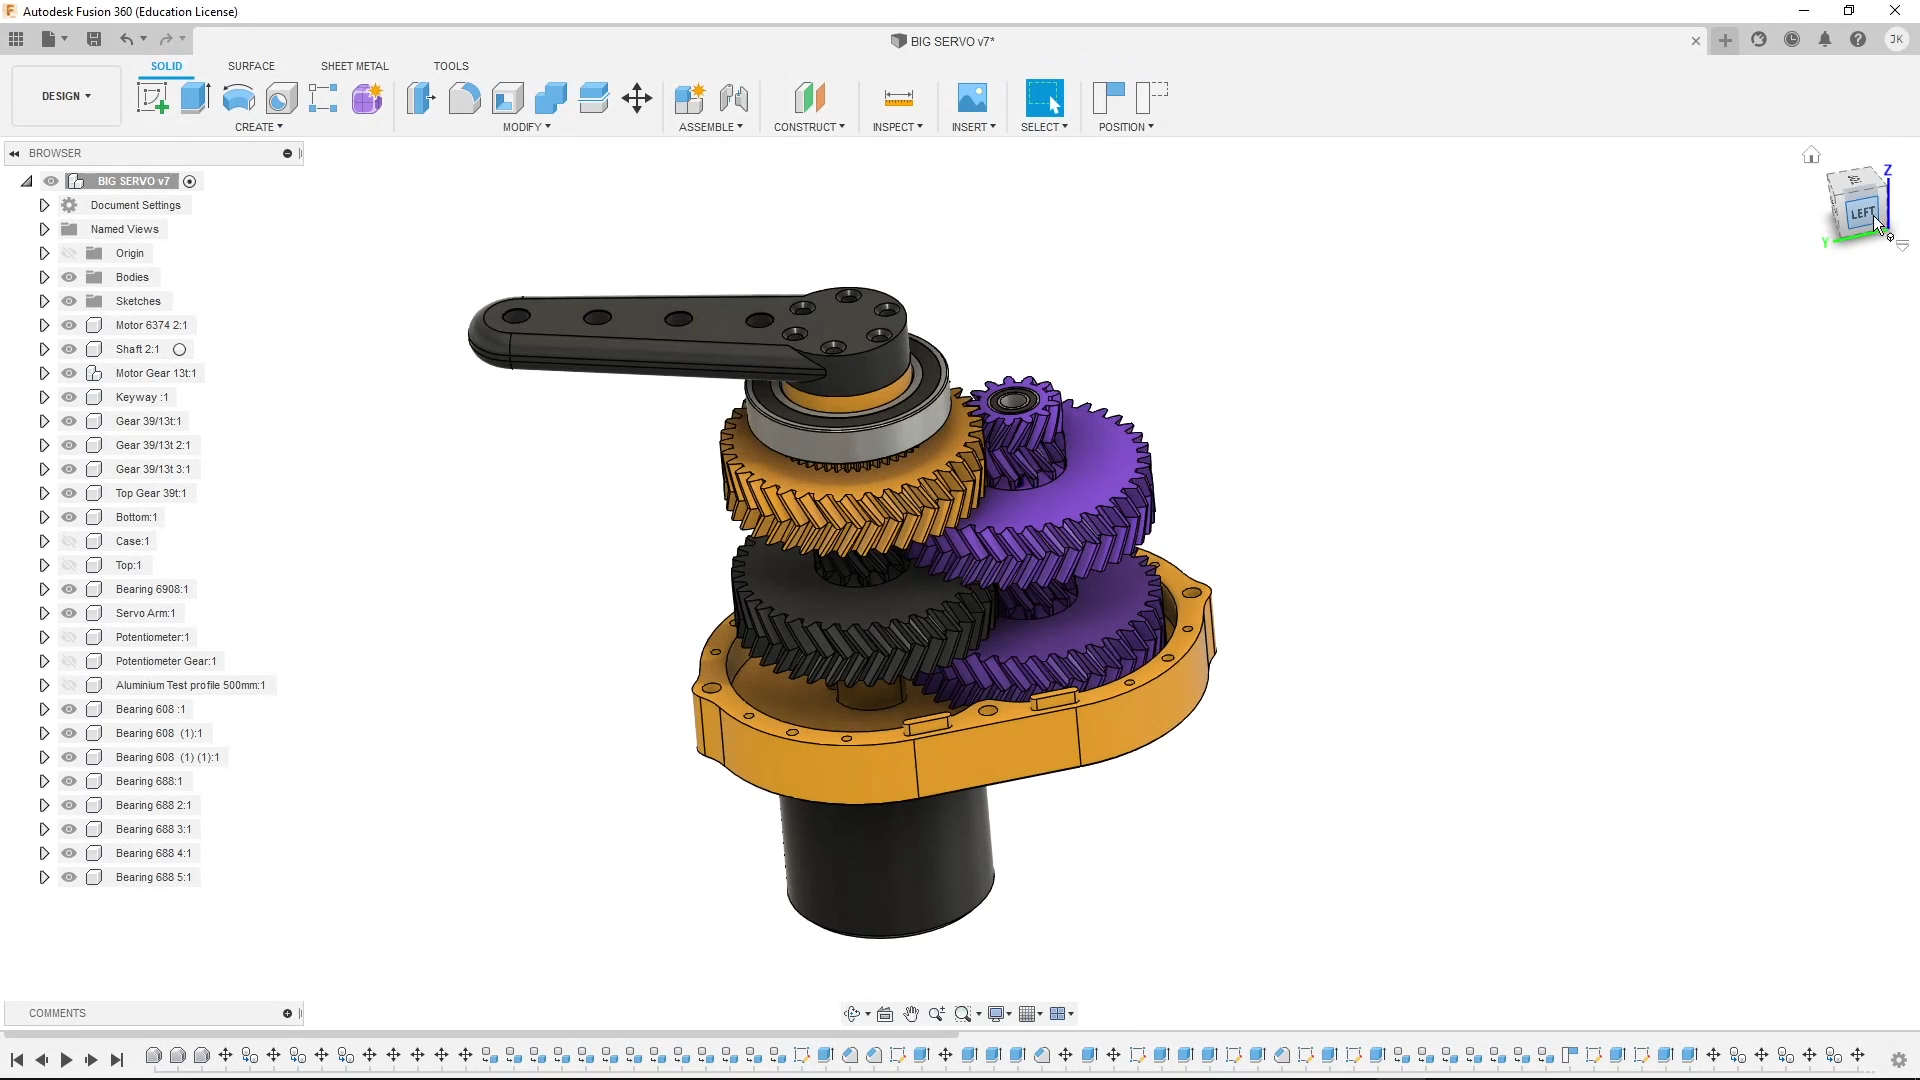 Autodesk Fusion 360 (Education License)
BIG SERVO v7*
JK
SOLID SURFACE SHEET METAL TOOLS
DESIGN
CREATE MODIFY ASSEMBLE CONSTRUCT INSPECT INSERT SELECT POSITION
BROWSER
BIG SERVO v7
Document Settings
Named Views
Origin
Bodies
Sketches
Motor 6374 2:1
Shaft 2:1
Motor Gear 13t:1
Keyway :1
Gear 39/13t:1
Gear 39/13t 2:1
Gear 39/13t 3:1
Top Gear 39t:1
Bottom:1
Case:1
Top:1
Bearing 6908:1
Servo Arm:1
Potentiometer:1
Potentiometer Gear:1
Aluminium Test profile 500mm:1
Bearing 608 :1
Bearing 608 (1):1
Bearing 608 (1) (1):1
Bearing 688:1
Bearing 688 2:1
Bearing 688 3:1
Bearing 688 4:1
Bearing 688 5:1
Z
TOP
LEFT
Y
COMMENTS